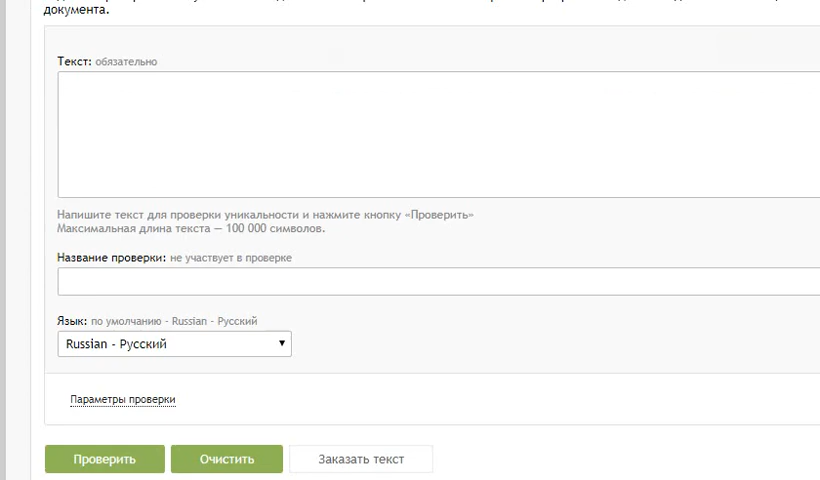 документа.
Текст: обязательно
Напишите текст для проверки уникальности и нажмите кнопку «Проверить»
Максимальная длина текста — 100 000 символов.
Название проверки: не участвует в проверке
Язык: по умолчанию - Russian - Русский
Russian - Русский
Параметры проверки
Проверить Очистить Заказать текст